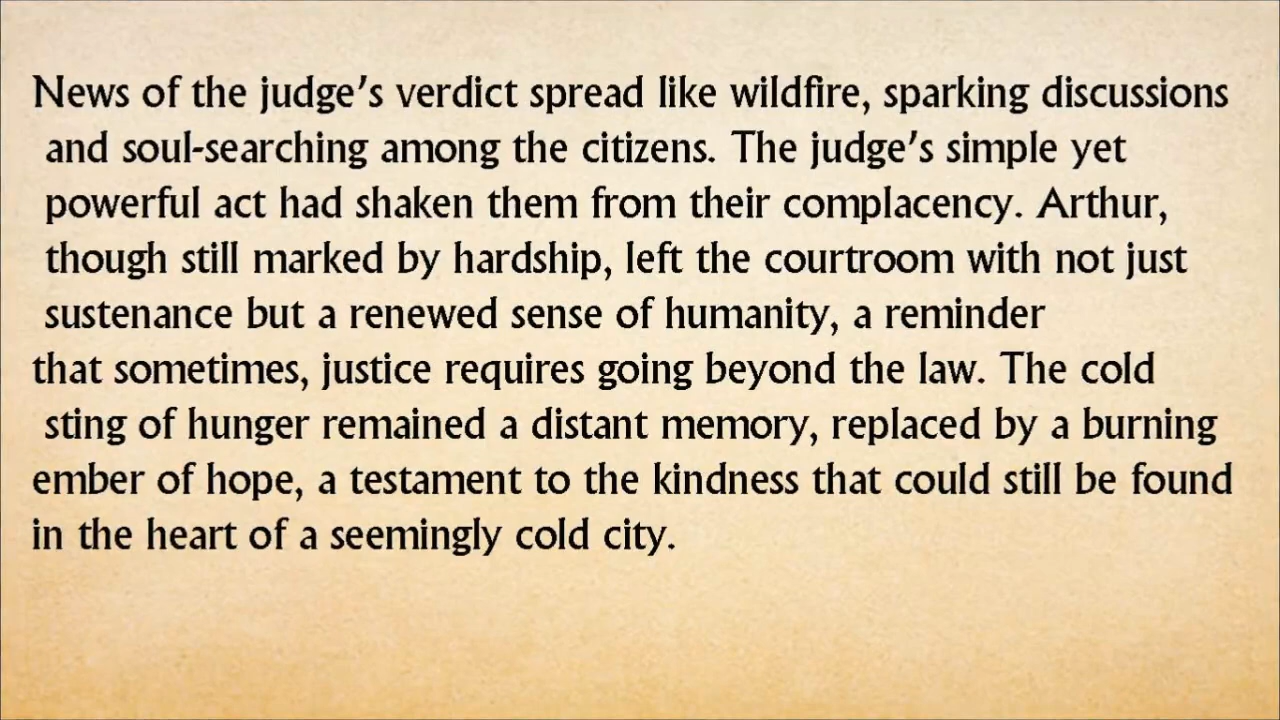 News of the judge's verdict spread like wildfire, sparking discussions
and soul-searching among the citizens. The judge's simple yet
powerful act had shaken them from their complacency. Arthur,
though still marked by hardship, left the courtroom with not just
sustenance but a renewed sense of humanity, a reminder
that sometimes, justice requires going beyond the law. The cold
sting of hunger remained a distant memory, replaced by a burning
ember of hope, a testament to the kindness that could still be found
in the heart of a seemingly cold city.